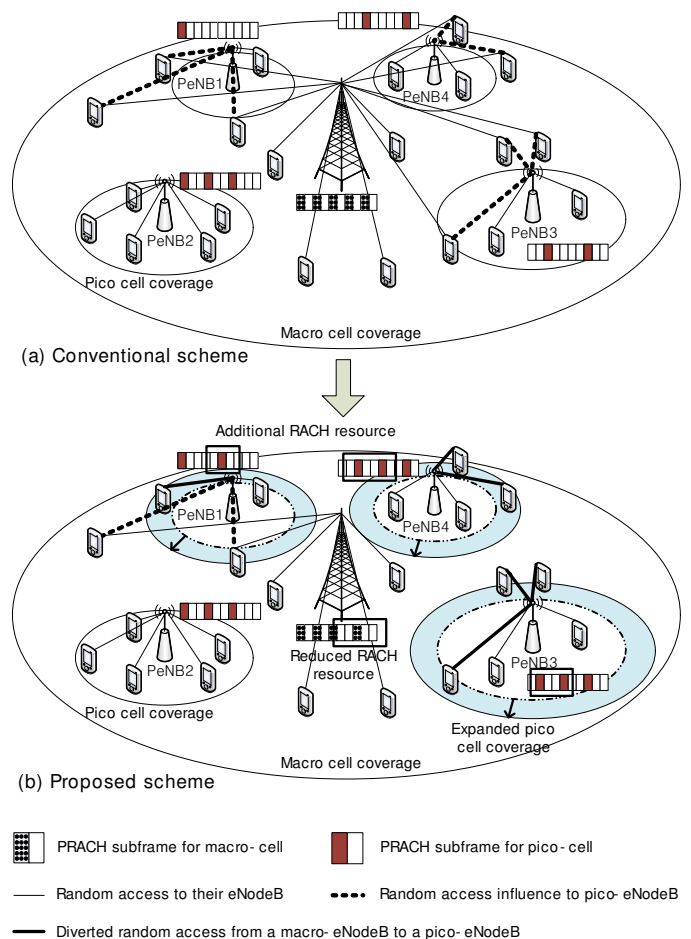 PeNB1
PeNB4
PeNB2
PeNB3
Pico cell coverage
Macro cell coverage
(a) Conventional scheme
Additional RACH resource
PeNB1
PeNB4
Reduced RACH
resource
PeNB2
PeNB3
Pico cell coverage
Expanded pico
cell coverage
Macro cell coverage
(b) Proposed scheme
PRACH subframe for macro- cell
PRACH subframe for pico- cell
Random access to their eNodeB
Random access influence to pico- eNodeB
Diverted random access from a macro- eNodeB to a pico- eNodeB